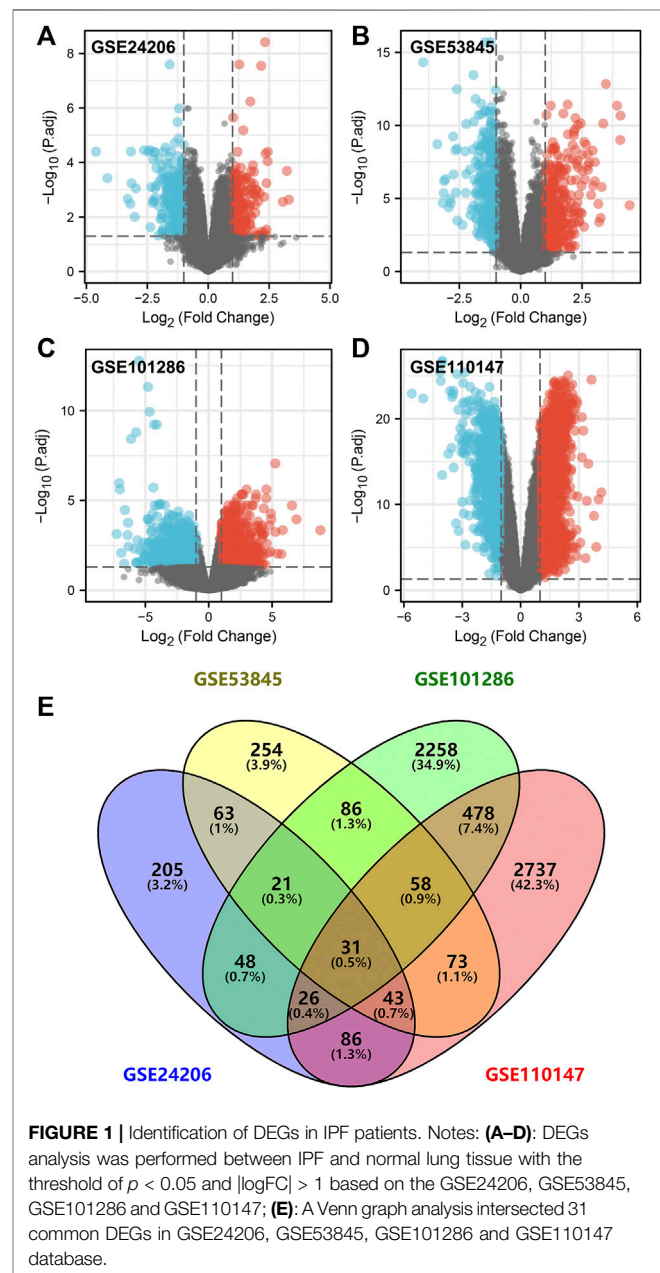 A
GSE24206
8
6
4
2
0
−Log10 (P.adj)
−5.0 −2.5 0.0 2.5 5.0
Log2 (Fold Change)
B
GSE53845
15
10
5
0
−Log10 (P.adj)
−2.5 0.0 2.5
Log2 (Fold Change)
C
GSE101286
10
5
0
−Log10 (P.adj)
−5 0 5
Log2 (Fold Change)
D
GSE110147
20
10
0
−Log10 (P.adj)
−6 −3 0 3 6
Log2 (Fold Change)
E
GSE53845 GSE101286
254
(3.9%)
2258
(34.9%)
63
(1%)
86
(1.3%)
478
(7.4%)
205
(3.2%)
21
(0.3%)
58
(0.9%)
2737
(42.3%)
48
(0.7%)
31
(0.5%)
73
(1.1%)
26
(0.4%)
43
(0.7%)
86
(1.3%)
GSE24206 GSE110147
FIGURE 1 | Identification of DEGs in IPF patients. Notes: (A–D): DEGs
analysis was performed between IPF and normal lung tissue with the
threshold of p < 0.05 and |logFC| > 1 based on the GSE24206, GSE53845,
GSE101286 and GSE110147; (E): A Venn graph analysis intersected 31
common DEGs in GSE24206, GSE53845, GSE101286 and GSE110147
database.